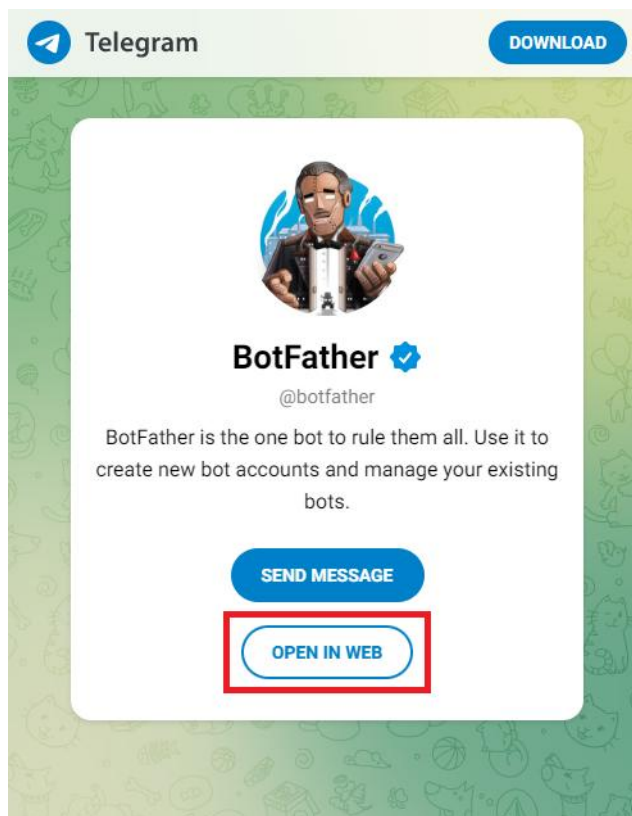 Telegram
DOWNLOAD
BotFather
@botfather
BotFather is the one bot to rule them all. Use it to
create new bot accounts and manage your existing
bots.
SEND MESSAGE
OPEN IN WEB